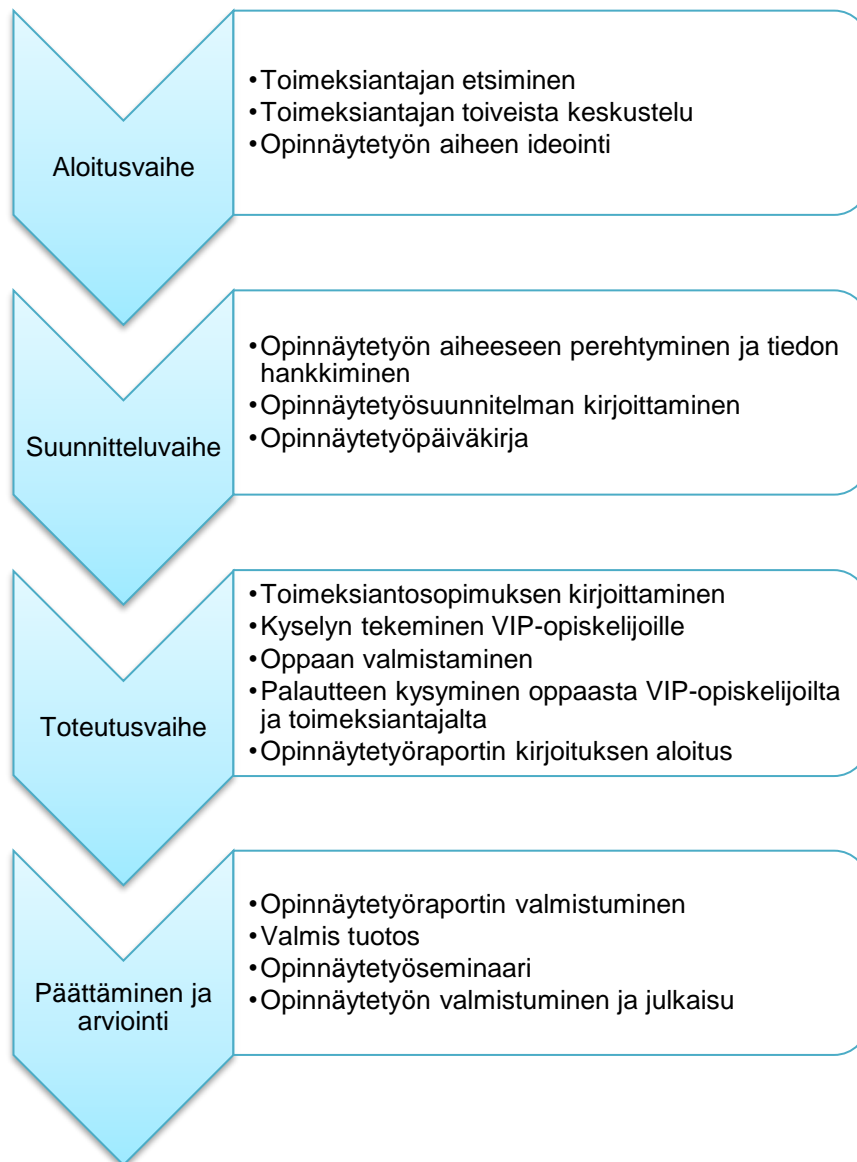 Aloitusvaihe
•Toimeksiantajan etsiminen
•Toimeksiantajan toiveista keskustelu
•Opinnäytetyön aiheen ideointi
Suunnitteluvaihe
•Opinnäytetyön aiheeseen perehtyminen ja tiedon
hankkiminen
•Opinnäytetyösuunnitelman kirjoittaminen
•Opinnäytetyöpäiväkirja
Toteutusvaihe
•Toimeksiantosopimuksen kirjoittaminen
•Kyselyn tekeminen VIP-opiskelijoille
•Oppaan valmistaminen
•Palautteen kysyminen oppaasta VIP-opiskelijoilta
ja toimeksiantajalta
•Opinnäytetyöraportin kirjoituksen aloitus
Päättäminen ja
arviointi
•Opinnäytetyöraportin valmistuminen
•Valmis tuotos
•Opinnäytetyöseminaari
•Opinnäytetyön valmistuminen ja julkaisu